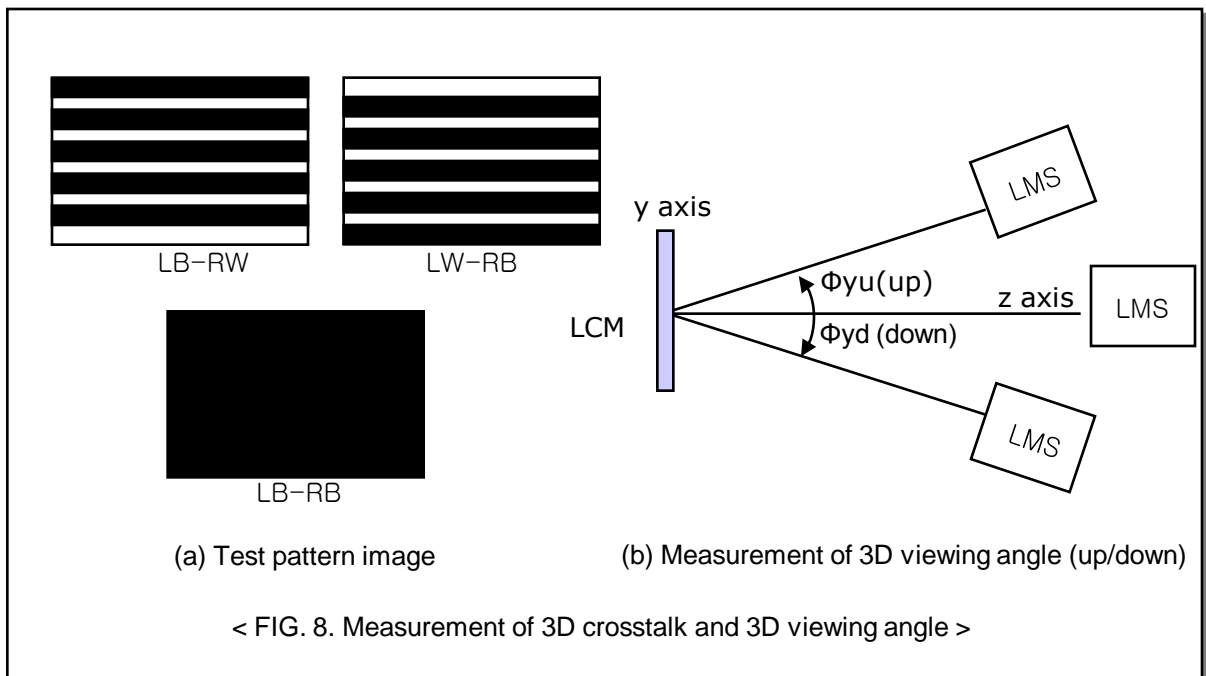 LB-RW
LW-RB
LB-RB
(a) Test pattern image
y axis
LCM
Φyu(up)
z axis
Φyd (down)
LMS
LMS
LMS
(b) Measurement of 3D viewing angle (up/down)
< FIG. 8. Measurement of 3D crosstalk and 3D viewing angle >